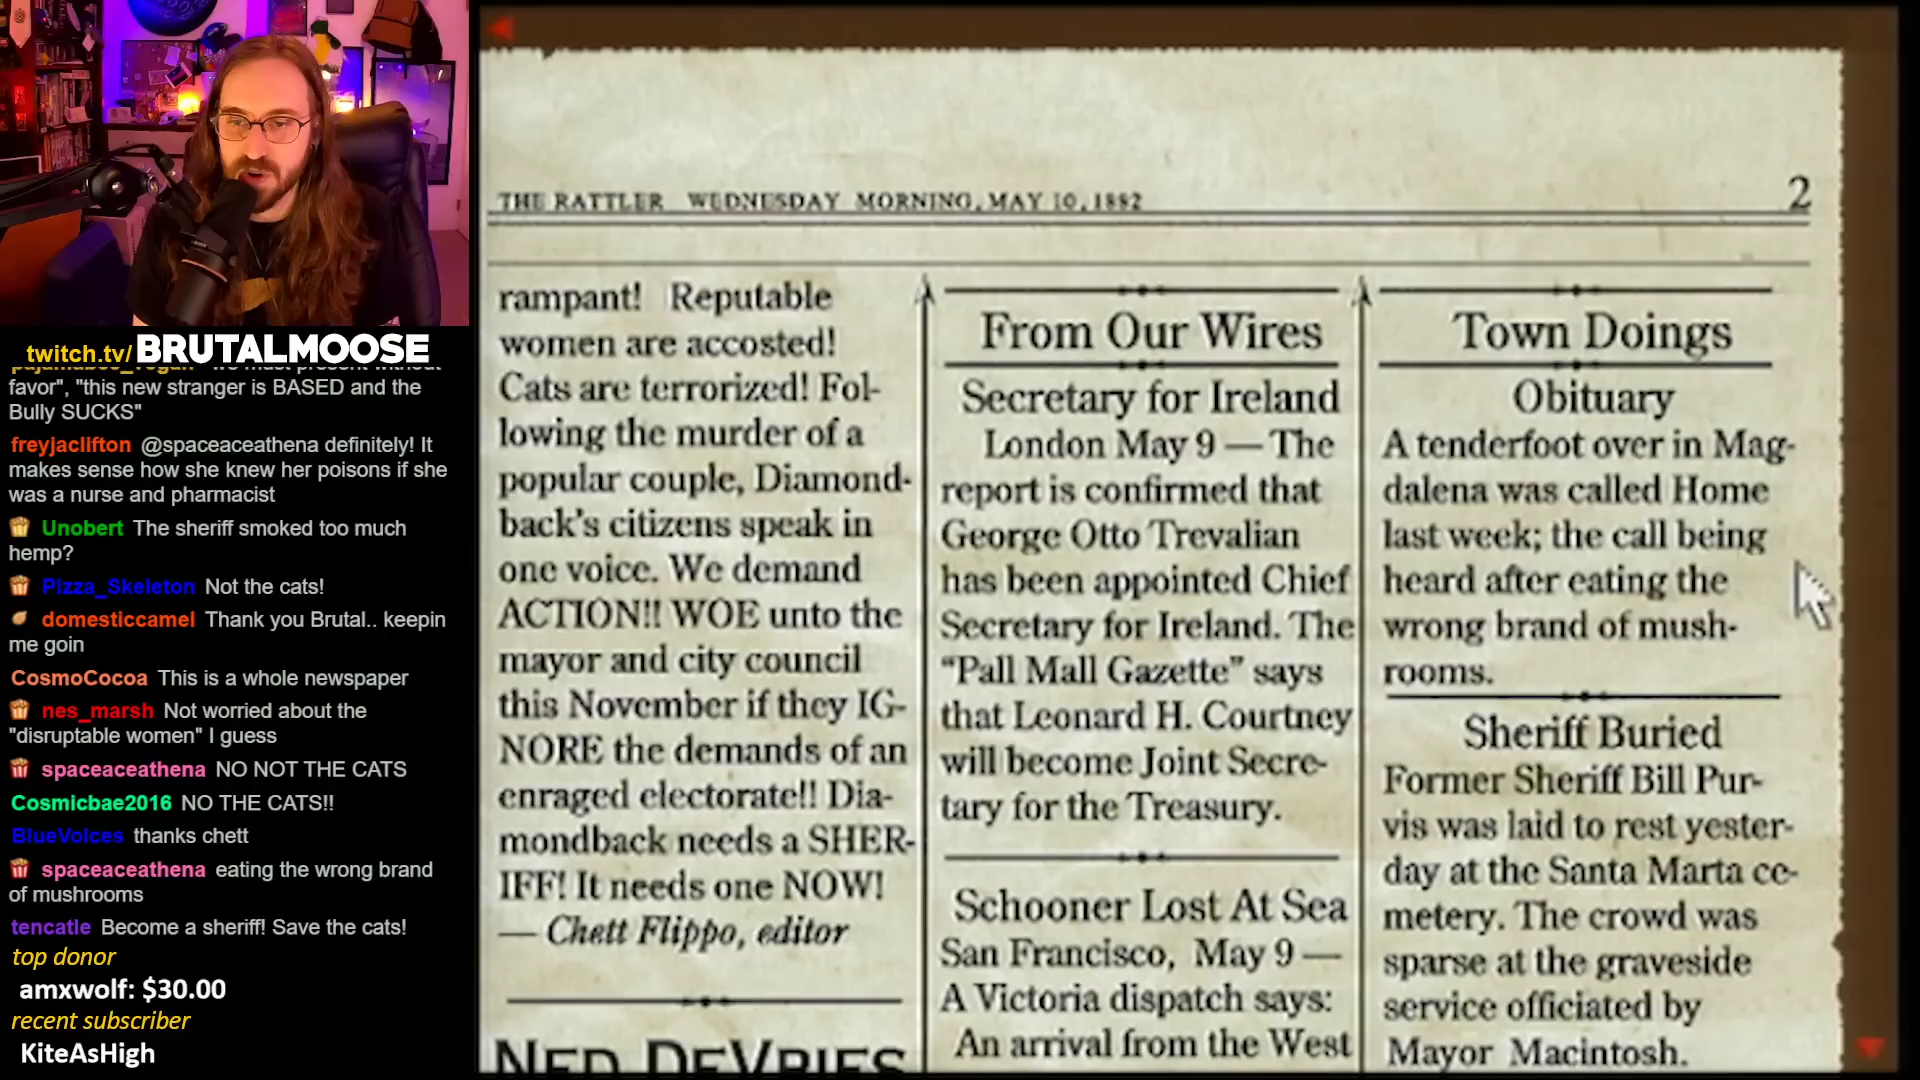 twitch.tv/BRUTALMOOSE
favor", "this new stranger is BASED and the
Bully SUCKS"
freyjaclifton @spaceaceathena definitely! It
makes sense how she knew her poisons if she
was a nurse and pharmacist
Unobert The sheriff smoked too much
hemp?
PIzza_Skeleton Not the cats!
domesticcamel Thank you Brutal.. keepin
me goin
CosmoCocoa This is a whole newspaper
nes_marsh Not worried about the
"disruptable women" I guess
spaceaceathena NO NOT THE CATS
Cosmicbae2016 NO THE CATS!!
BlueVoices thanks chett
spaceaceathena eating the wrong brand
of mushrooms
tencatle Become a sheriff! Save the cats!
top donor
amxwolf: $30.00
recent subscriber
KiteAsHigh
THE RATTLER WEDNESDAY MORNING, MAY 10, 1882 2
rampant! Reputable
women are accosted!
Cats are terrorized! Fol-
lowing the murder of a
popular couple, Diamond-
back's citizens speak in
one voice. We demand
ACTION!! WOE unto the
mayor and city council
this November if they IG-
NORE the demands of an
enraged electorate!! Dia-
mondback needs a SHER-
IFF! It needs one NOW!
— Chett Flippo, editor
NED DEVRIES
From Our Wires
Secretary for Ireland
London May 9 — The
report is confirmed that
George Otto Trevalian
has been appointed Chief
Secretary for Ireland. The
"Pall Mall Gazette" says
that Leonard H. Courtney
will become Joint Secre-
tary for the Treasury.
Schooner Lost At Sea
San Francisco, May 9 —
A Victoria dispatch says:
An arrival from the West
Town Doings
Obituary
A tenderfoot over in Mag-
dalena was called Home
last week; the call being
heard after eating the
wrong brand of mush-
rooms.
Sheriff Buried
Former Sheriff Bill Pur-
vis was laid to rest yester-
day at the Santa Marta ce-
metery. The crowd was
sparse at the graveside
service officiated by
Mayor Macintosh.